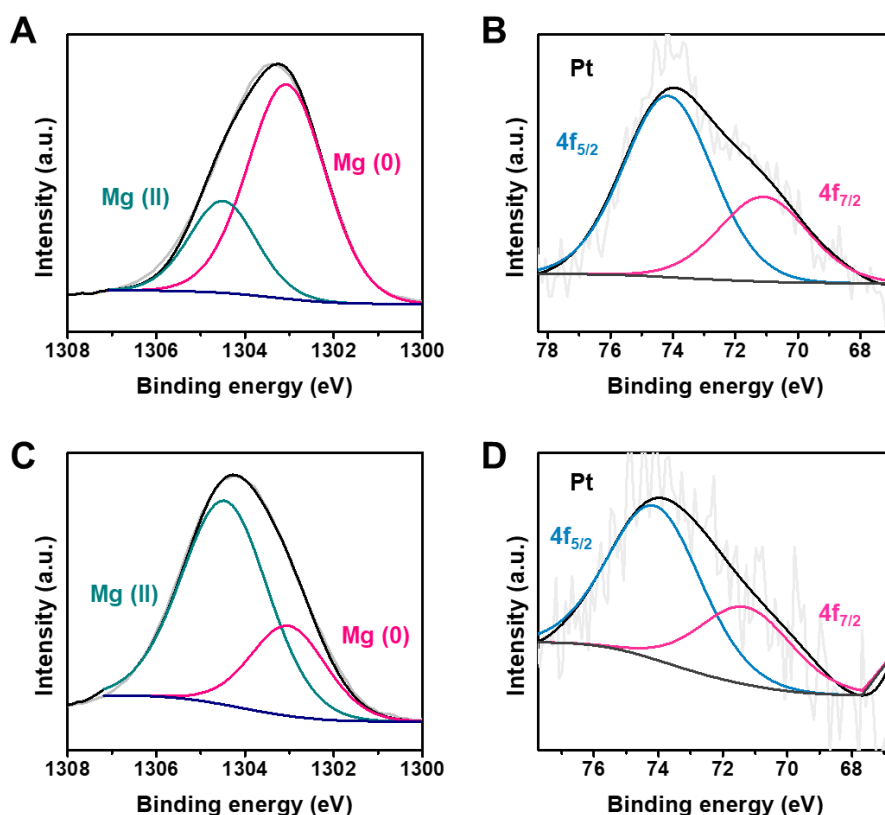 A
Intensity (a.u.)
Mg (II)
Mg (0)
1308 1306 1304 1302 1300
Binding energy (eV)
B
Intensity (a.u.)
Pt
4f5/2
4f7/2
78 76 74 72 70 68
Binding energy (eV)
C
Intensity (a.u.)
Mg (II)
Mg (0)
1308 1306 1304 1302 1300
Binding energy (eV)
D
Intensity (a.u.)
Pt
4f5/2
4f7/2
76 74 72 70 68
Binding energy (eV)